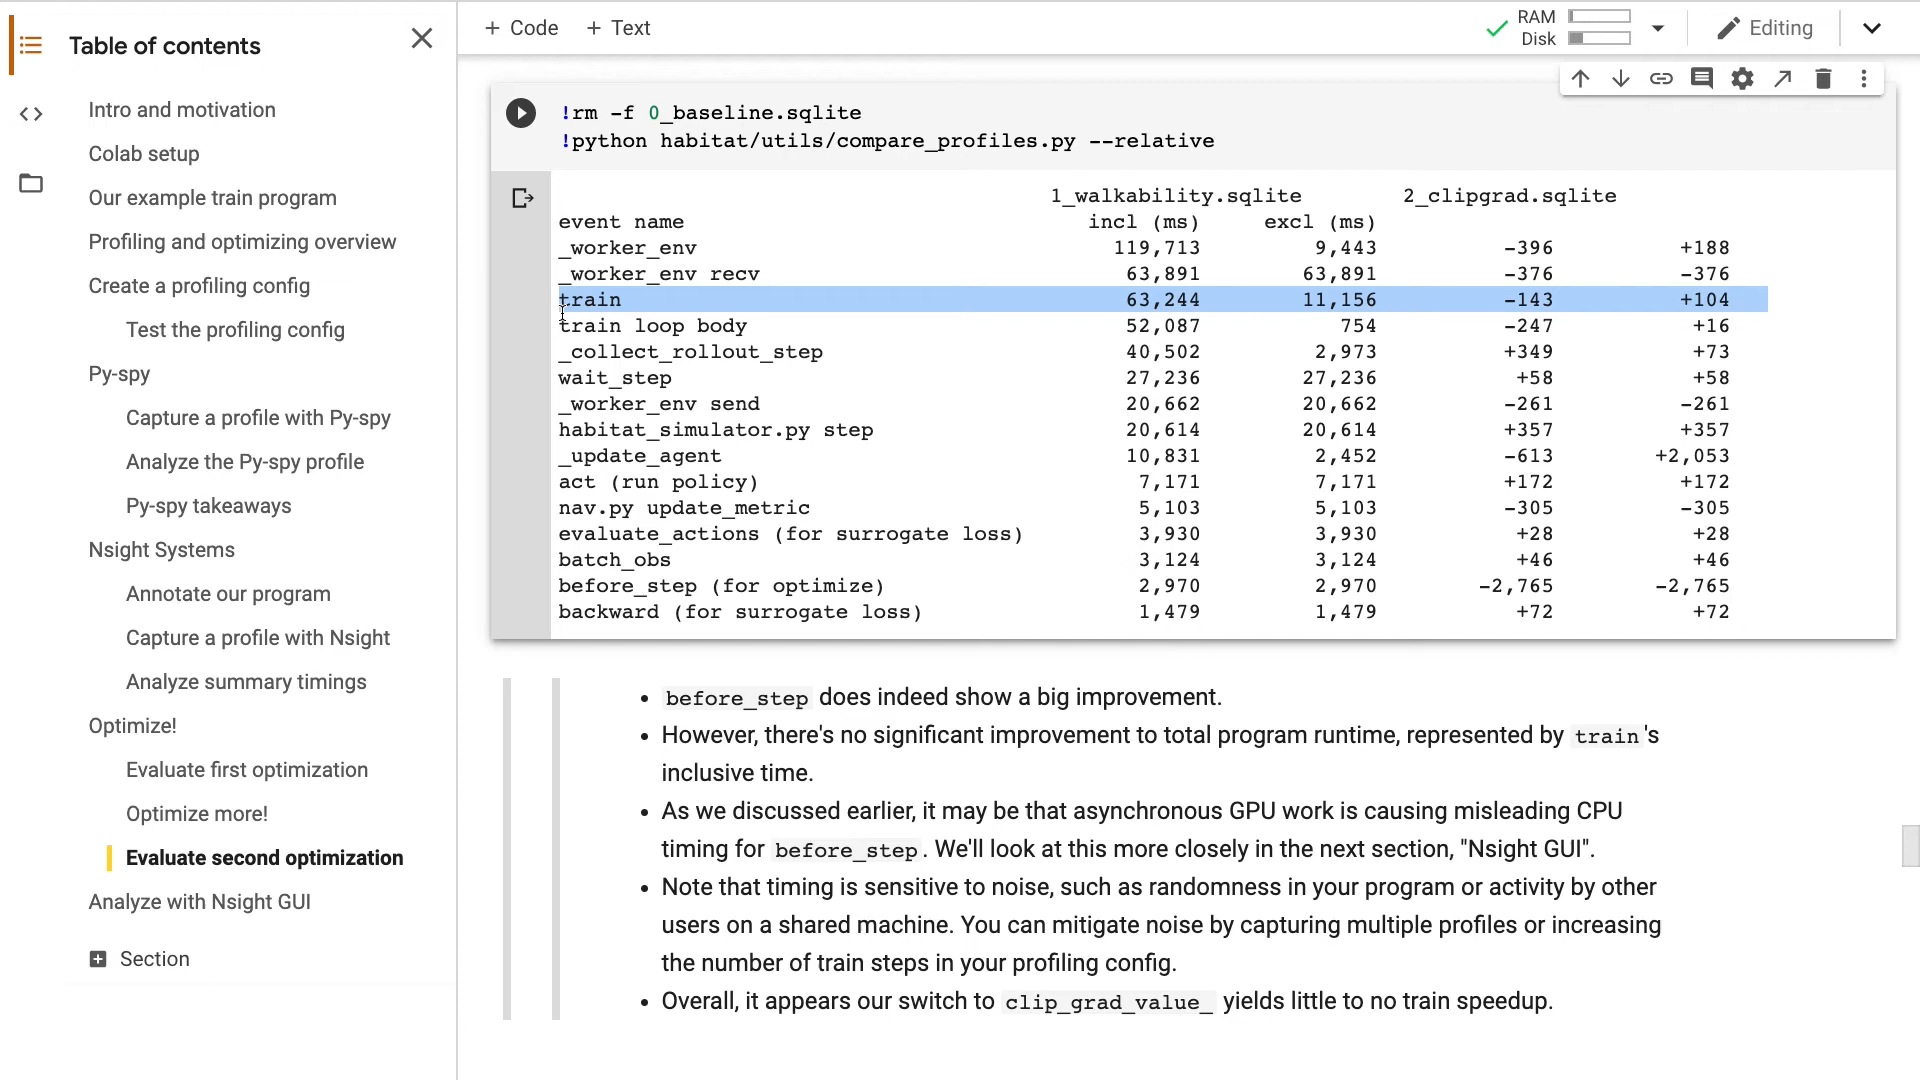 Table of contents
Intro and motivation
Colab setup
Our example train program
Profiling and optimizing overview
Create a profiling config
Test the profiling config
Py-spy
Capture a profile with Py-spy
Analyze the Py-spy profile
Py-spy takeaways
Nsight Systems
Annotate our program
Capture a profile with Nsight
Analyze summary timings
Optimize!
Evaluate first optimization
Optimize more!
Evaluate second optimization
Analyze with Nsight GUI
Section
+ Code + Text
RAM
Disk
Editing
!rm -f 0_baseline.sqlite
!python habitat/utils/compare_profiles.py --relative
1_walkability.sqlite 2_clipgrad.sqlite
event name incl (ms) excl (ms)
_worker_env 119,713 9,443 -396 +188
_worker_env recv 63,891 63,891 -376 -376
train 63,244 11,156 -143 +104
train loop body 52,087 754 -247 +16
_collect_rollout_step 40,502 2,973 +349 +73
wait_step 27,236 27,236 +58 +58
_worker_env send 20,662 20,662 -261 -261
habitat_simulator.py step 20,614 20,614 +357 +357
_update_agent 10,831 2,452 -613 +2,053
act (run policy) 7,171 7,171 +172 +172
nav.py update_metric 5,103 5,103 -305 -305
evaluate_actions (for surrogate loss) 3,930 3,930 +28 +28
batch_obs 3,124 3,124 +46 +46
before_step (for optimize) 2,970 2,970 -2,765 -2,765
backward (for surrogate loss) 1,479 1,479 +72 +72
• before_step does indeed show a big improvement.
• However, there's no significant improvement to total program runtime, represented by train's
inclusive time.
• As we discussed earlier, it may be that asynchronous GPU work is causing misleading CPU
timing for before_step. We'll look at this more closely in the next section, "Nsight GUI".
• Note that timing is sensitive to noise, such as randomness in your program or activity by other
users on a shared machine. You can mitigate noise by capturing multiple profiles or increasing
the number of train steps in your profiling config.
• Overall, it appears our switch to clip_grad_value_ yields little to no train speedup.